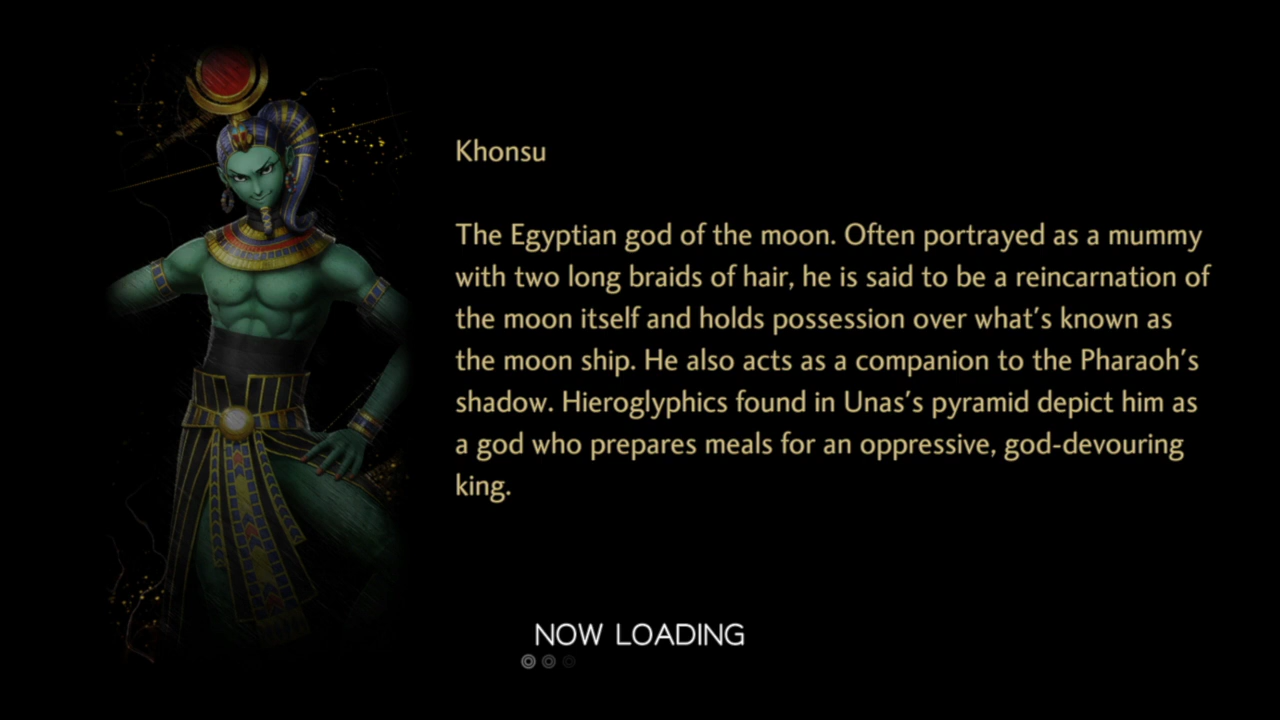 Khonsu
The Egyptian god of the moon. Often portrayed as a mummy
with two long braids of hair, he is said to be a reincarnation of
the moon itself and holds possession over what's known as
the moon ship. He also acts as a companion to the Pharaoh's
shadow. Hieroglyphics found in Unas's pyramid depict him as
a god who prepares meals for an oppressive, god-devouring
king.
NOW LOADING